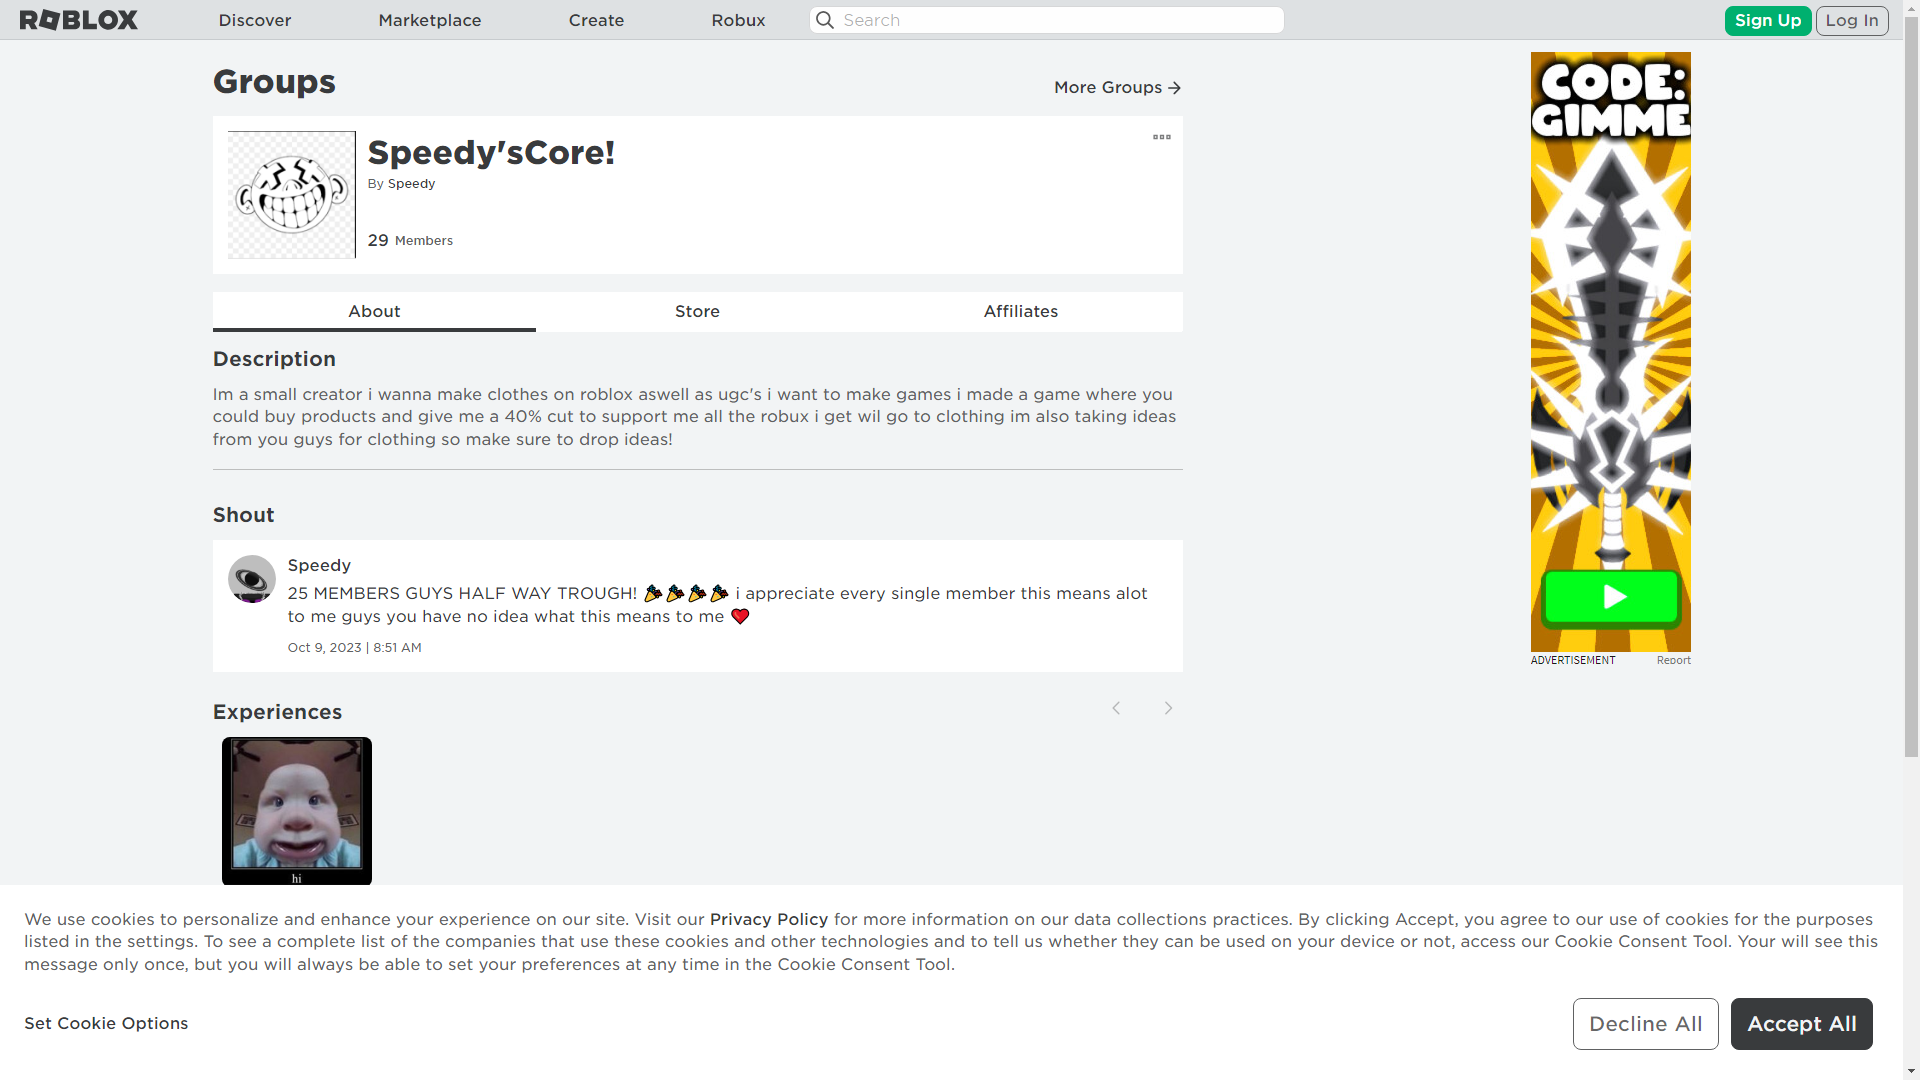 ROBLOX
Discover
Marketplace
Create
Robux
Search
Sign Up
Log In
Groups
More Groups
Speedy'sCore!
By Speedy
29 Members
About
Store
Affiliates
Description
Im a small creator i wanna make clothes on roblox aswell as ugc's i want to make games i made a game where you
could buy products and give me a 40% cut to support me all the robux i get wil go to clothing im also taking ideas
from you guys for clothing so make sure to drop ideas!
Shout
Speedy
25 MEMBERS GUYS HALF WAY TROUGH! 🎉🎉🎉🎉 i appreciate every single member this means alot
to me guys you have no idea what this means to me ❤️
Oct 9, 2023 | 8:51 AM
Experiences
hi
CODE:
GIMME
ADVERTISEMENT
Report
We use cookies to personalize and enhance your experience on our site. Visit our Privacy Policy for more information on our data collections practices. By clicking Accept, you agree to our use of cookies for the purposes
listed in the settings. To see a complete list of the companies that use these cookies and other technologies and to tell us whether they can be used on your device or not, access our Cookie Consent Tool. Your will see this
message only once, but you will always be able to set your preferences at any time in the Cookie Consent Tool.
Set Cookie Options
Decline All
Accept All